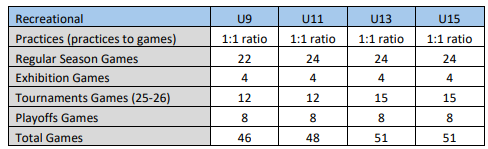 Recreational U9 U11 U13 U15
Practices (practices to games) 1:1 ratio 1:1 ratio 1:1 ratio 1:1 ratio
Regular Season Games 22 24 24 24
Exhibition Games 4 4 4 4
Tournaments Games (25-26) 12 12 15 15
Playoffs Games 8 8 8 8
Total Games 46 48 51 51